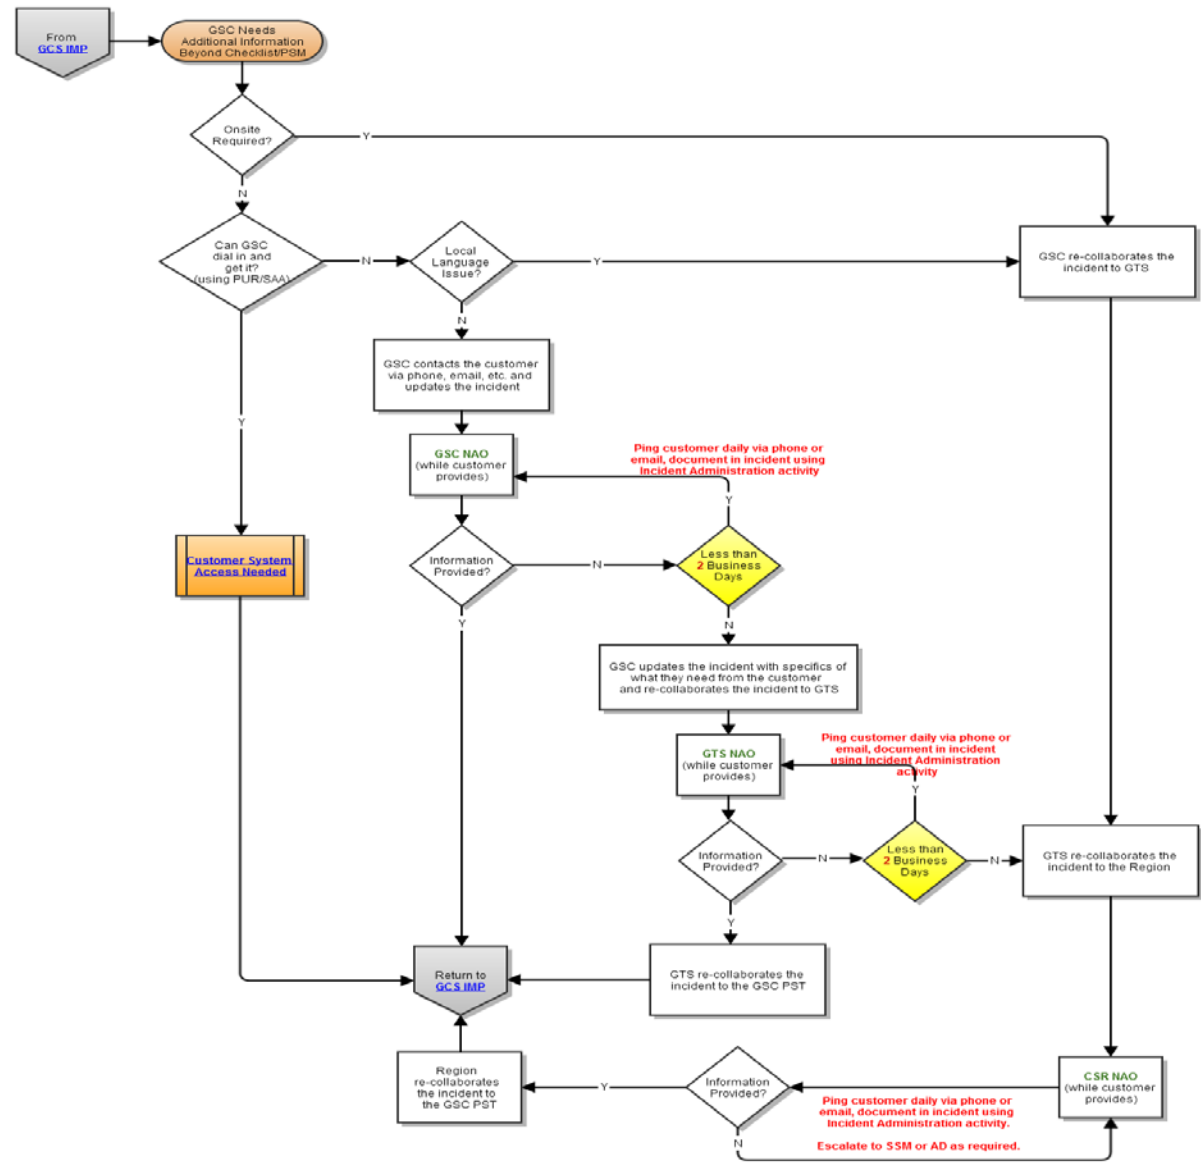 From
GCS IMP
GSC Needs
Additional Information
Beyond Checklist/PSM
Onsite
Required?
Y
N
Can GSC
dial in and
get it?
(using PUR/SAA)
N
Local
Language
Issue?
Y
GSC re-collaborates the
incident to GTS
N
GSC contacts the customer
via phone, email, etc. and
updates the incident
Y
GSC NAO
(while customer
provides)
Ping customer daily via phone or
email, document in incident using
Incident Administration activity
Y
Customer System
Access Needed
Information
Provided?
N
Less than
2 Business
Days
Y
N
GSC updates the incident with specifics of
what they need from the customer
and re-collaborates the incident to GTS
GTS NAO
(while customer
provides)
Ping customer daily via phone or
email, document in incident
using Incident Administration
activity
Y
Information
Provided?
N
Less than
2 Business
Days
N
GTS re-collaborates the
incident to the Region
Y
Return to
GCS IMP
GTS re-collaborates the
incident to the GSC PST
Region
re-collaborates
the incident to
the GSC PST
Y
Information
Provided?
N
CSR NAO
(while customer
provides)
Ping customer daily via phone or
email, document in incident using
Incident Administration activity.
Escalate to SSM or AD as required.